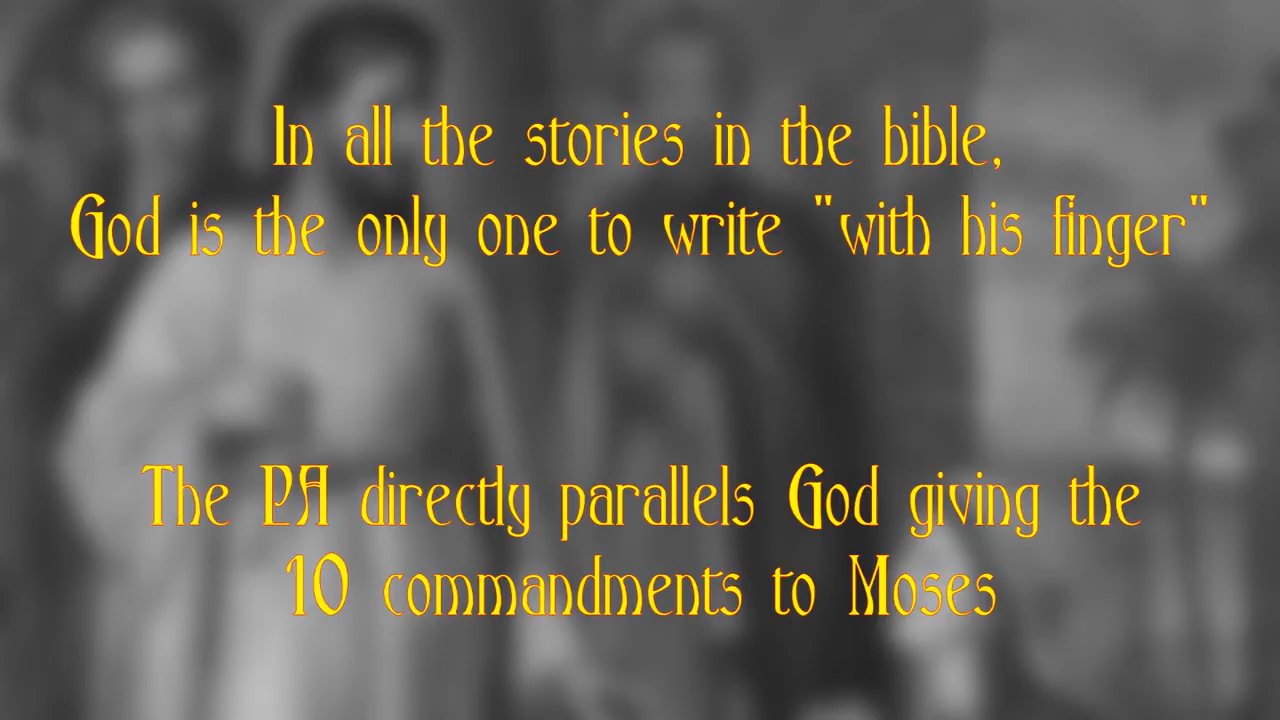 In all the stories in the bible,
God is the only one to write "with his finger"
The PA directly parallels God giving the
10 commandments to Moses